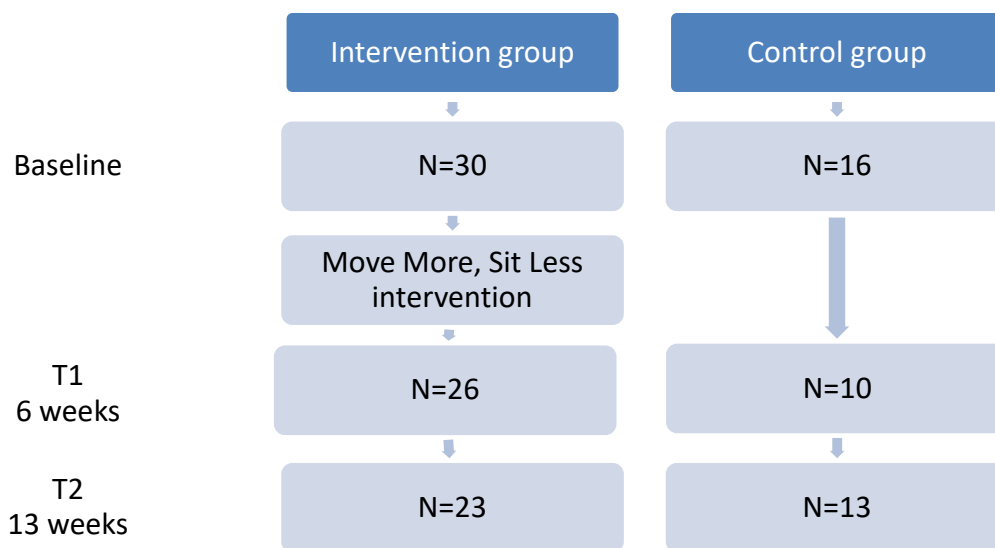 Intervention group
Control group
Baseline
N=30
N=16
Move More, Sit Less
intervention
T1
6 weeks
N=26
N=10
T2
13 weeks
N=23
N=13